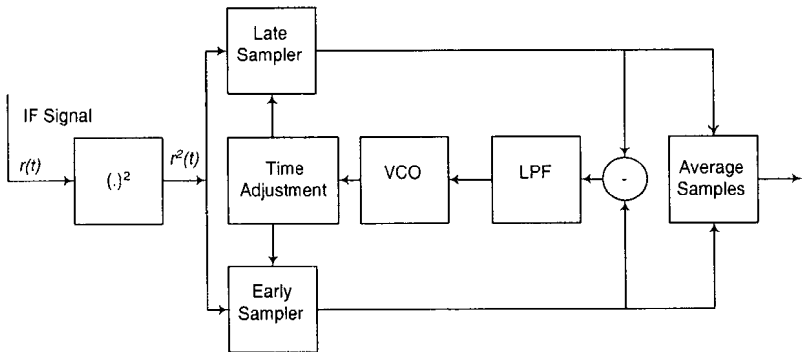 Late
Sampler
IF Signal
r(t)
(.)²
r²(t)
Time
Adjustment
VCO
LPF
-
Average
Samples
Early
Sampler